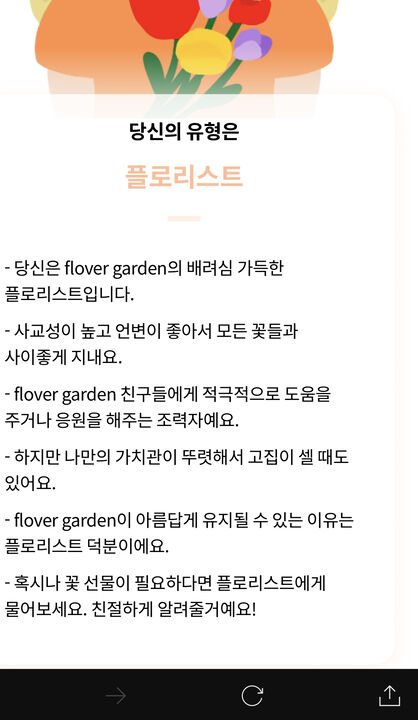 당신의 유형은
플로리스트
- 당신은 flover garden의 배려심 가득한
플로리스트입니다.
- 사교성이 높고 언변이 좋아서 모든 꽃들과
사이좋게 지내요.
- flover garden 친구들에게 적극적으로 도움을
주거나 응원을 해주는 조력자예요.
- 하지만 나만의 가치관이 뚜렷해서 고집이 셀 때도
있어요.
- flover garden이 아름답게 유지될 수 있는 이유는
플로리스트 덕분이에요.
- 혹시나 꽃 선물이 필요하다면 플로리스트에게
물어보세요. 친절하게 알려줄거예요!